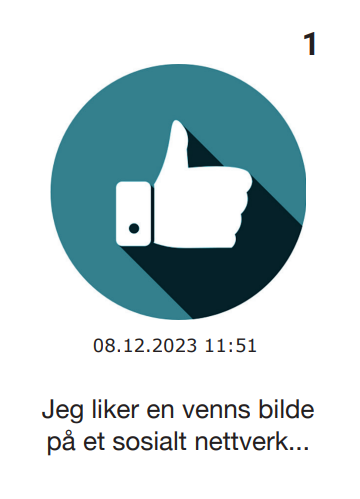 1
08.12.2023 11:51
Jeg liker en venns bilde
på et sosialt nettverk...